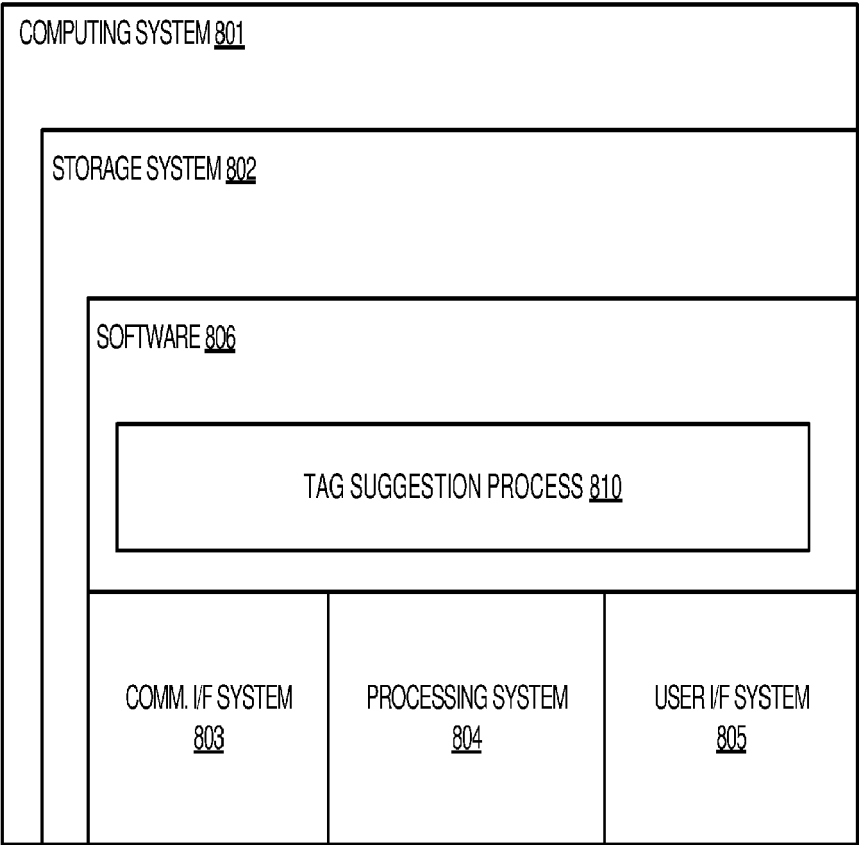 COMPUTING SYSTEM 801
STORAGE SYSTEM 802
SOFTWARE 806
TAG SUGGESTION PROCESS 810
COMM. I/F SYSTEM
803
PROCESSING SYSTEM
804
USER I/F SYSTEM
805